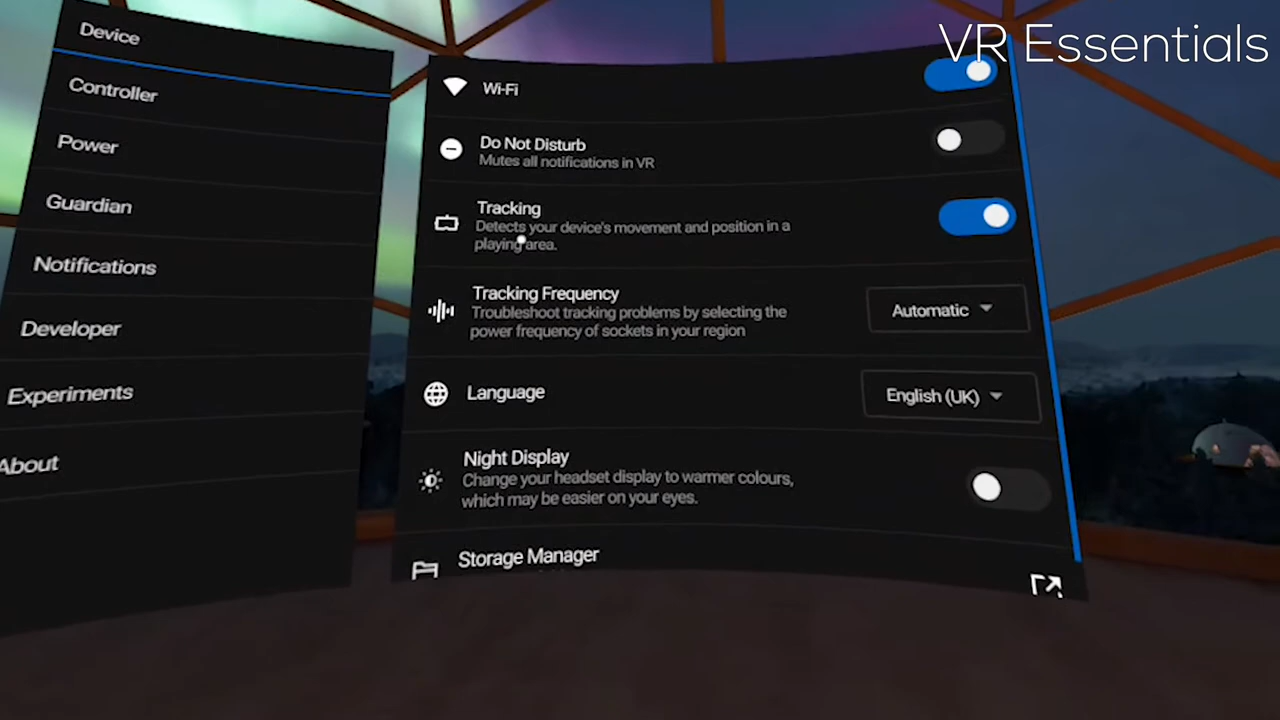 VR Essentials
Device
Controller
Power
Guardian
Notifications
Developer
Experiments
About
Wi-Fi
Do Not Disturb
Mutes all notifications in VR
Tracking
Detects your device's movement and position in a
playing area.
Tracking Frequency
Troubleshoot tracking problems by selecting the
power frequency of sockets in your region
Automatic
Language
English (UK)
Night Display
Change your headset display to warmer colours,
which may be easier on your eyes.
Storage Manager